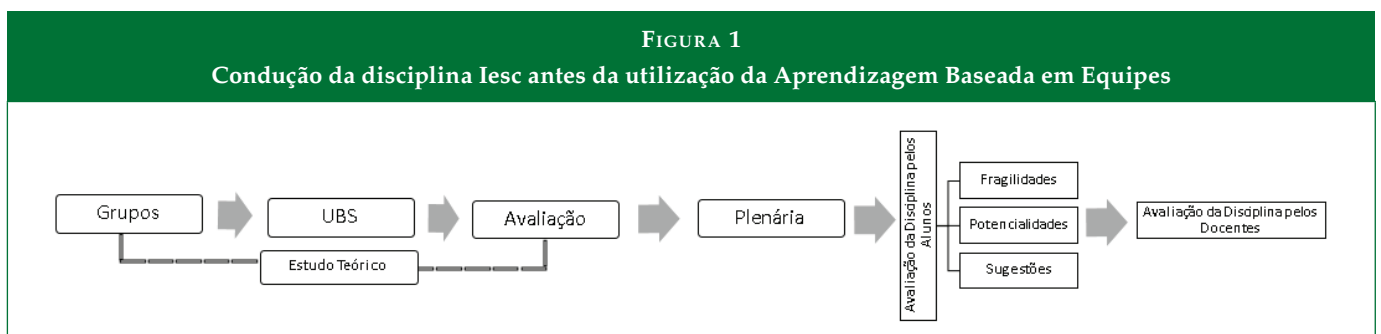 FIGURA 1
Condução da disciplina Iesc antes da utilização da Aprendizagem Baseada em Equipes
Grupos
UBS
Avaliação
Estudo Teórico
Plenária
Avaliação da Disciplina pelos
Alunos
Fragilidades
Potencialidades
Sugestões
Avaliação da Disciplina pelos
Docentes